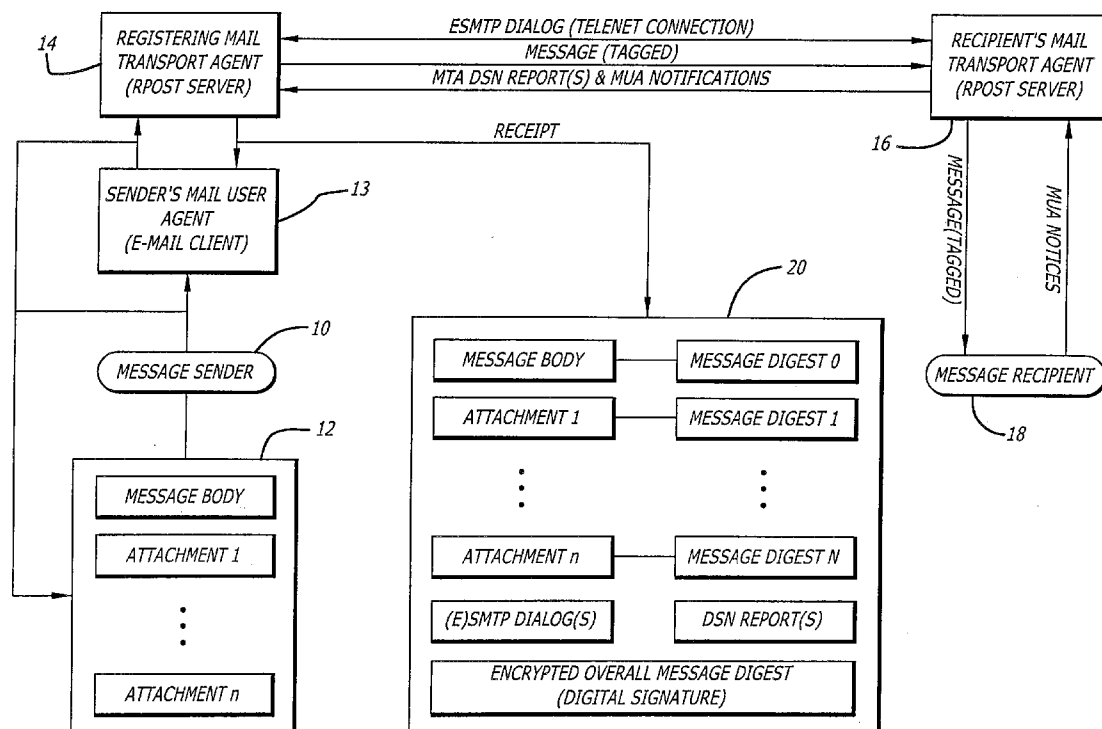 14
REGISTERING MAIL
TRANSPORT AGENT
(RPOST SERVER)
ESMTP DIALOG (TELENET CONNECTION)
MESSAGE (TAGGED)
MTA DSN REPORT(S) & MUA NOTIFICATIONS
RECIPIENT'S MAIL
TRANSPORT AGENT
(RPOST SERVER)
RECEIPT
16
SENDER'S MAIL USER
AGENT
(E-MAIL CLIENT)
13
MESSAGE(TAGGED)
MUA NOTICES
10
MESSAGE SENDER
20
MESSAGE BODY
MESSAGE DIGEST 0
ATTACHMENT 1
MESSAGE DIGEST 1
ATTACHMENT n
MESSAGE DIGEST N
(E)SMTP DIALOG(S)
DSN REPORT(S)
ENCRYPTED OVERALL MESSAGE DIGEST
(DIGITAL SIGNATURE)
MESSAGE RECIPIENT
18
12
MESSAGE BODY
ATTACHMENT 1
ATTACHMENT n